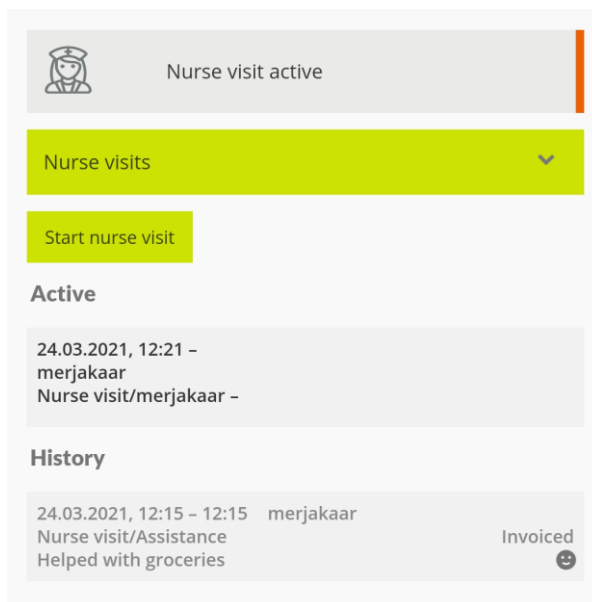 Nurse visit active
Nurse visits
Start nurse visit
Active
24.03.2021, 12:21 –
merjakaar
Nurse visit/merjakaar –
History
24.03.2021, 12:15 – 12:15 merjakaar
Nurse visit/Assistance Invoiced
Helped with groceries